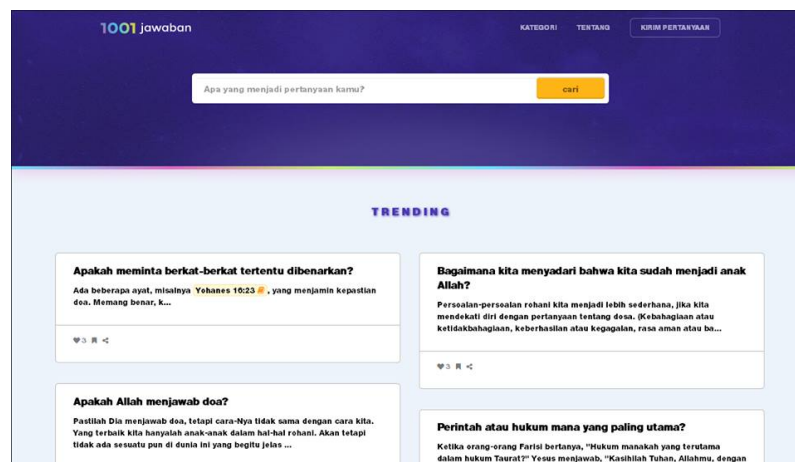 1001 jawaban
KATEGORI TENTANG KIRIM PERTANYAAN
Apa yang menjadi pertanyaan kamu? cari
TRENDING
Apakah meminta berkat-berkat tertentu dibenarkan?
Ada beberapa ayat, misalnya Yohanes 16:23 , yang menjamin kepastian
doa. Memang benar, k...
3
Apakah Allah menjawab doa?
Pastilah Dia menjawab doa, tetapi cara-Nya tidak sama dengan cara kita.
Yang terbaik kita hanyalah anak-anak dalam hal-hal rohani. Akan tetapi
tidak ada sesuatu pun di dunia ini yang begitu jelas ...
Bagaimana kita menyadari bahwa kita sudah menjadi anak
Allah?
Persoalan-persoalan rohani kita menjadi lebih sederhana, jika kita
mendekati diri dengan pertanyaan tentang dosa. (Kebahagiaan atau
ketidakbahagiaan, keberhasilan atau kegagalan, rasa aman atau ba...
3
Perintah atau hukum mana yang paling utama?
Ketika orang-orang Farisi bertanya, "Hukum manakah yang terutama
dalam hukum Taurat?" Yesus menjawab, "Kasihilah Tuhan, Allahmu, dengan